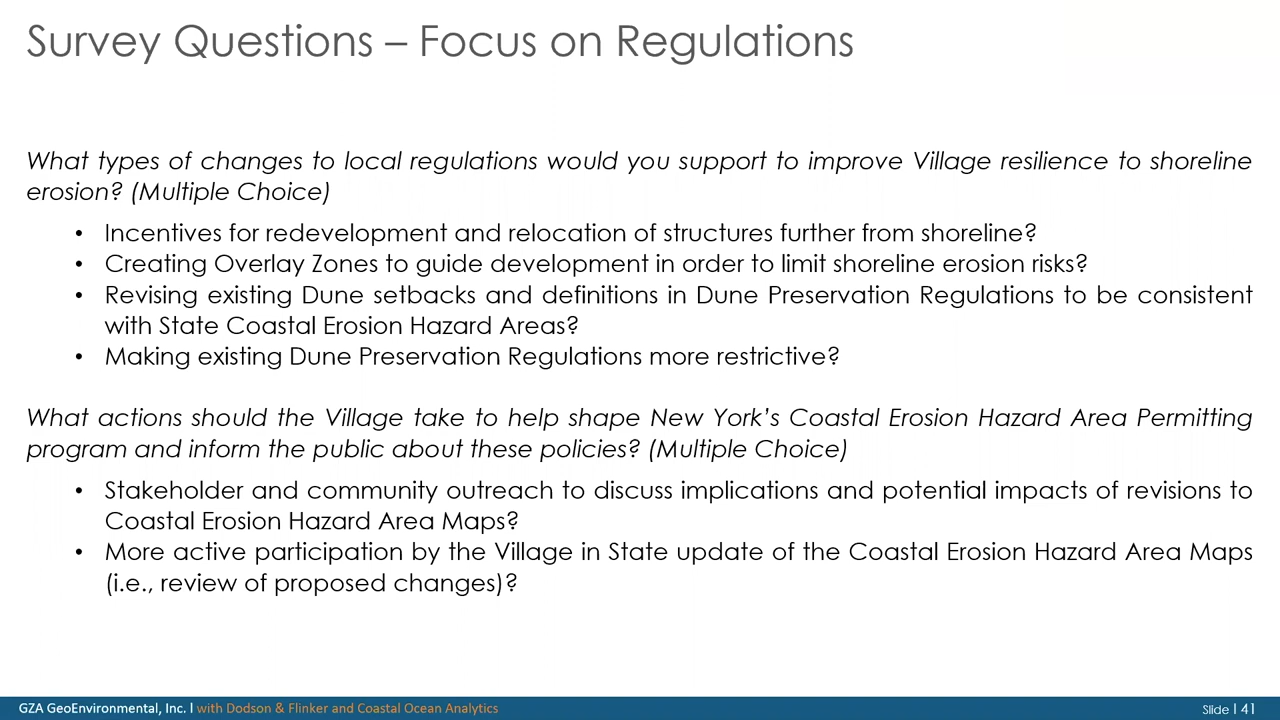 Survey Questions – Focus on Regulations
What types of changes to local regulations would you support to improve Village resilience to shoreline
erosion? (Multiple Choice)
• Incentives for redevelopment and relocation of structures further from shoreline?
• Creating Overlay Zones to guide development in order to limit shoreline erosion risks?
• Revising existing Dune setbacks and definitions in Dune Preservation Regulations to be consistent
with State Coastal Erosion Hazard Areas?
• Making existing Dune Preservation Regulations more restrictive?
What actions should the Village take to help shape New York’s Coastal Erosion Hazard Area Permitting
program and inform the public about these policies? (Multiple Choice)
• Stakeholder and community outreach to discuss implications and potential impacts of revisions to
Coastal Erosion Hazard Area Maps?
• More active participation by the Village in State update of the Coastal Erosion Hazard Area Maps
(i.e., review of proposed changes)?
GZA GeoEnvironmental, Inc. I with Dodson & Flinker and Coastal Ocean Analytics
Slide I 41